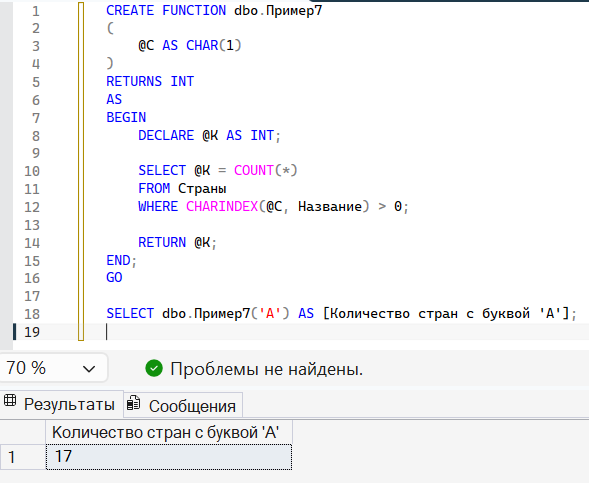 1 CREATE FUNCTION dbo.Пример7
2 (
3 @C AS CHAR(1)
4 )
5 RETURNS INT
6 AS
7 BEGIN
8 DECLARE @K AS INT;
9
10 SELECT @K = COUNT(*)
11 FROM Страны
12 WHERE CHARINDEX(@C, Название) > 0;
13
14 RETURN @K;
15 END;
16 GO
17
18 SELECT dbo.Пример7('А') AS [Количество стран с буквой 'А'];
19
70 % Проблемы не найдены.
Результаты Сообщения
Количество стран с буквой 'А'
1 17